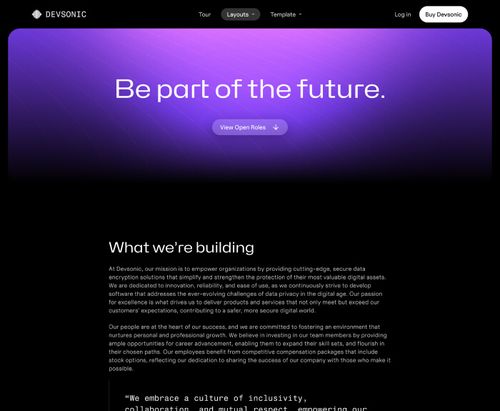 DEVSONIC
Tour
Layouts
Template
Log in
Buy Devsonic
Be part of the future.
View Open Roles
What we're building
At Devsonic, our mission is to empower organizations by providing cutting-edge, secure data
encryption solutions that simplify and strengthen the protection of their most valuable digital assets.
We are dedicated to innovation, reliability, and ease of use, as we continuously strive to develop
software that addresses the ever-evolving challenges of data privacy in the digital age. Our passion
for excellence is what drives us to deliver products and services that not only meet but exceed our
customers' expectations, contributing to a safer, more secure digital world.
Our people are at the heart of our success, and we are committed to fostering an environment that
nurtures personal and professional growth. We believe in investing in our team members by providing
ample opportunities for career advancement, enabling them to expand their skill sets, and flourish in
their chosen paths. Our employees benefit from competitive compensation packages that include
stock options, reflecting our dedication to sharing the success of our company with those who make it
possible.
"We embrace a culture of inclusivity,
collaboration, and mutual respect, empowering our